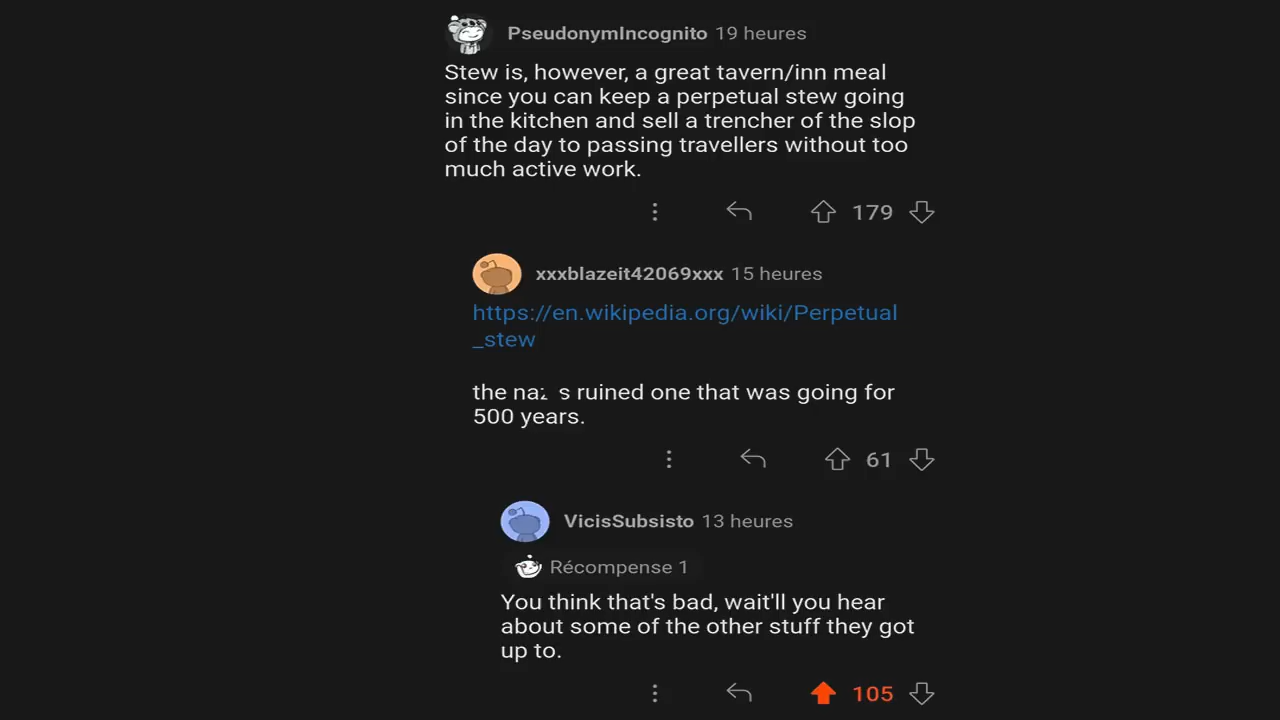 PseudonymIncognito 19 heures
Stew is, however, a great tavern/inn meal
since you can keep a perpetual stew going
in the kitchen and sell a trencher of the slop
of the day to passing travellers without too
much active work.
179
xxxblazeit42069xxx 15 heures
https://en.wikipedia.org/wiki/Perpetual
_stew
the na s ruined one that was going for
500 years.
61
VicisSubsisto 13 heures
Récompense 1
You think that's bad, wait'll you hear
about some of the other stuff they got
up to.
105